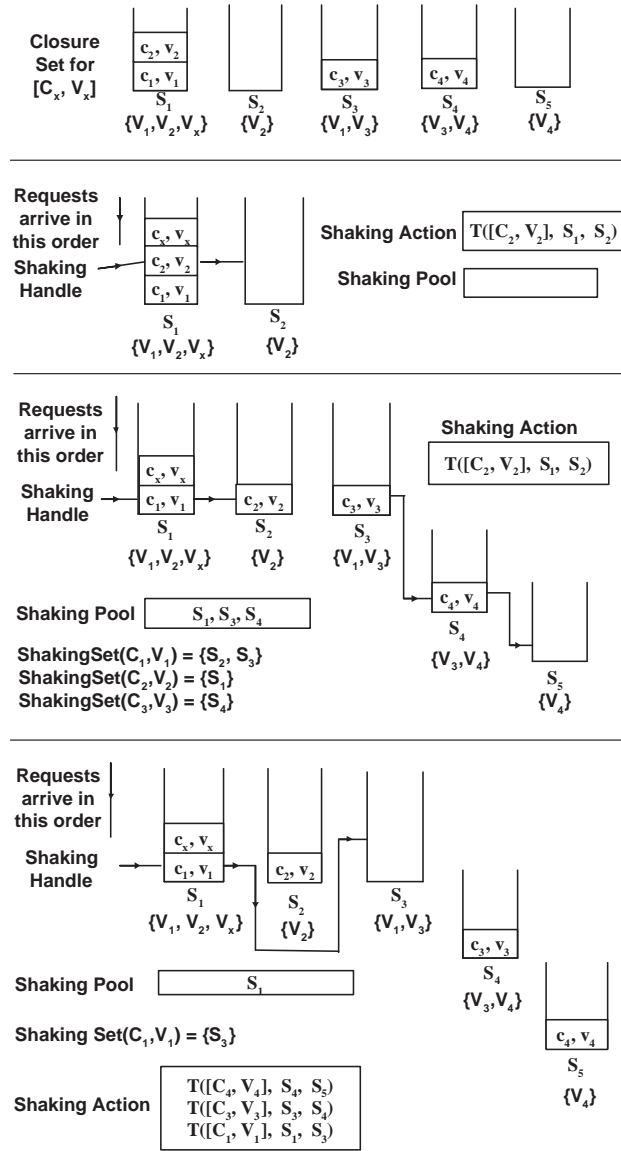 Closure
Set for
[Cx, Vx]
c2, v2
c1, v1
c3, v3
c4, v4
S1
S2
S3
S4
S5
{V1,V2,Vx}
{V2}
{V1,V3}
{V3,V4}
{V4}
Requests
arrive in
this order
Shaking
Handle
cx, vx
c2, v2
c1, v1
S1
{V1,V2,Vx}
S2
{V2}
Shaking Action
T([C2, V2], S1, S2)
Shaking Pool
Requests
arrive in
this order
Shaking
Handle
cx, vx
c1, v1
S1
{V1,V2,Vx}
c2, v2
S2
{V2}
c3, v3
S3
{V1,V3}
Shaking Action
T([C2, V2], S1, S2)
c4, v4
S4
{V3,V4}
S5
{V4}
Shaking Pool
S1, S3, S4
ShakingSet(C1,V1) = {S2, S3}
ShakingSet(C2,V2) = {S1}
ShakingSet(C3,V3) = {S4}
Requests
arrive in
this order
Shaking
Handle
cx, vx
c1, v1
S1
{V1, V2, Vx}
c2, v2
S2
{V2}
S3
{V1,V3}
c3, v3
S4
{V3,V4}
c4, v4
S5
{V4}
Shaking Pool
S1
Shaking Set(C1,V1) = {S3}
Shaking Action
T([C4, V4], S4, S5)
T([C3, V3], S3, S4)
T([C1, V1], S1, S3)